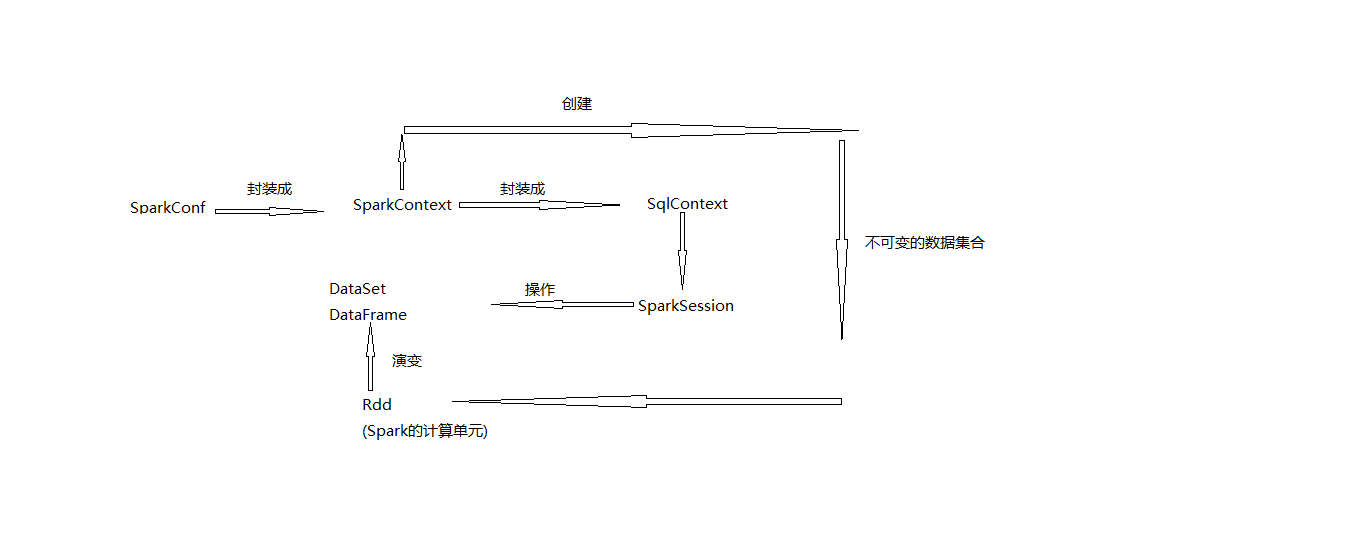 创建
封装成
封装成
SparkConf
SparkContext
SqlContext
不可变的数据集合
DataSet
操作
DataFrame
SparkSession
演变
Rdd
(Spark的计算单元)